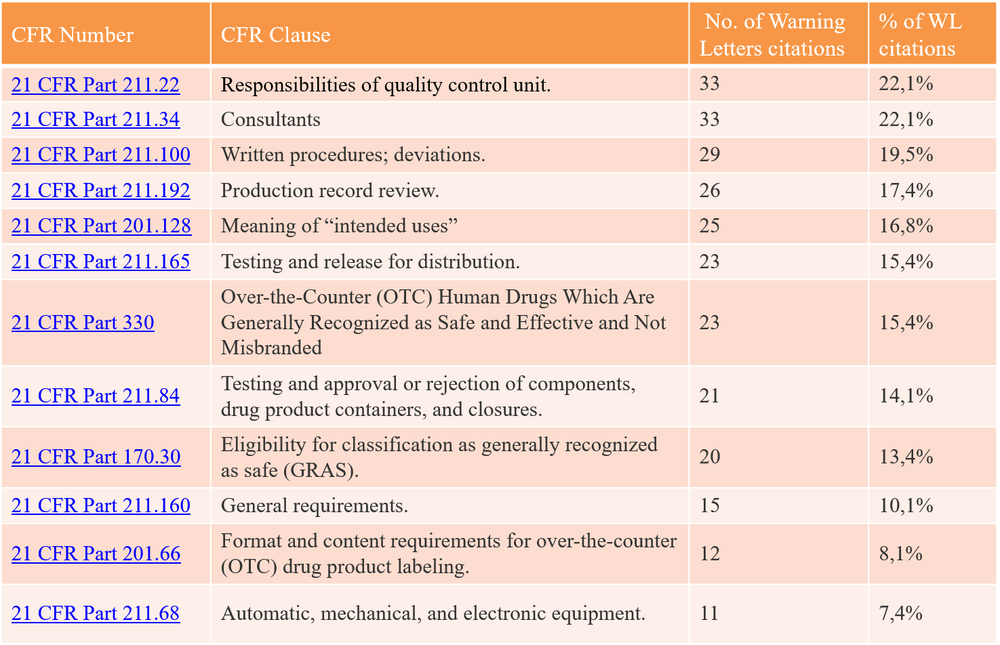 CFR Number
CFR Clause
No. of Warning
Letters citations
% of WL
citations
21 CFR Part 211.22
Responsibilities of quality control unit.
33
22,1%
21 CFR Part 211.34
Consultants
33
22,1%
21 CFR Part 211.100
Written procedures; deviations.
29
19,5%
21 CFR Part 211.192
Production record review.
26
17,4%
21 CFR Part 201.128
Meaning of “intended uses”
25
16,8%
21 CFR Part 211.165
Testing and release for distribution.
23
15,4%
21 CFR Part 330
Over-the-Counter (OTC) Human Drugs Which Are
Generally Recognized as Safe and Effective and Not
Misbranded
23
15,4%
21 CFR Part 211.84
Testing and approval or rejection of components,
drug product containers, and closures.
21
14,1%
21 CFR Part 170.30
Eligibility for classification as generally recognized
as safe (GRAS).
20
13,4%
21 CFR Part 211.160
General requirements.
15
10,1%
21 CFR Part 201.66
Format and content requirements for over-the-counter
(OTC) drug product labeling.
12
8,1%
21 CFR Part 211.68
Automatic, mechanical, and electronic equipment.
11
7,4%